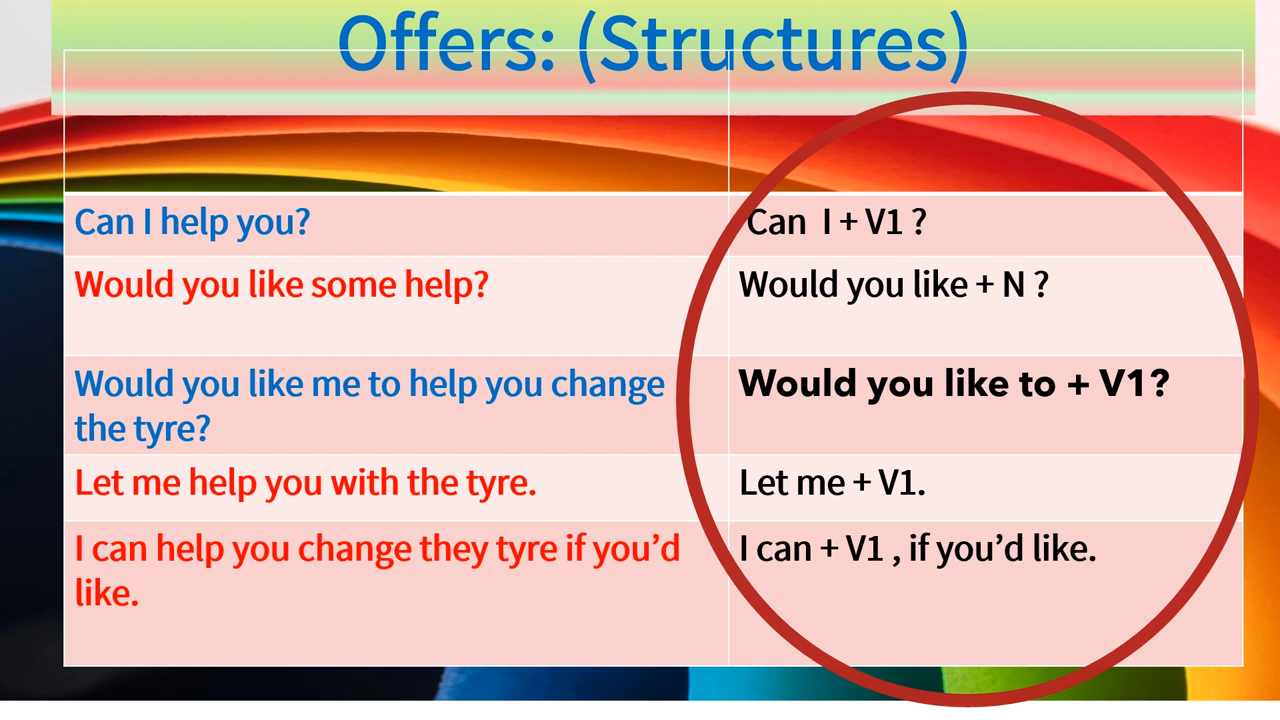 Offers: (Structures)
Can I help you?
Can I + V1 ?
Would you like some help?
Would you like + N ?
Would you like me to help you change
the tyre?
Would you like to + V1?
Let me help you with the tyre.
Let me + V1.
I can help you change they tyre if you’d
like.
I can + V1 , if you’d like.